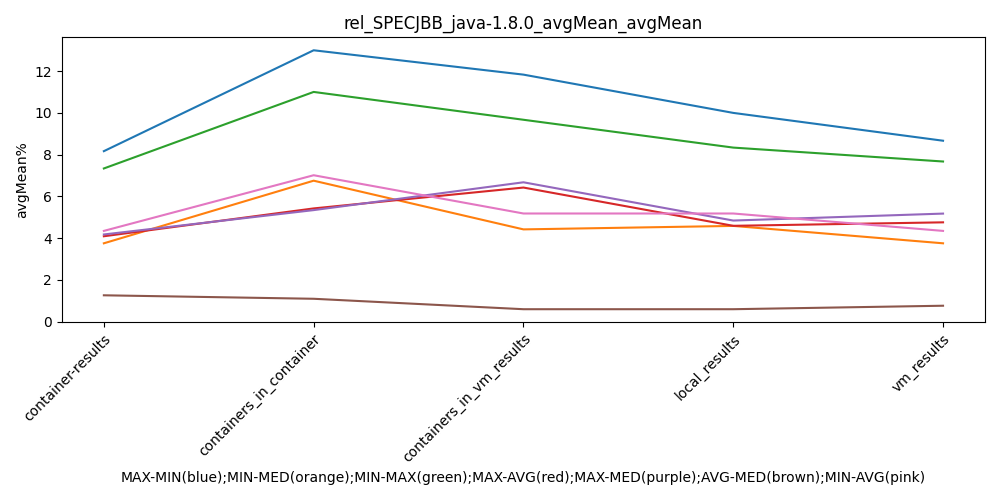 rel_SPECJBB_java-1.8.0_avgMean_avgMean
avgMean%
12
10
8
6
4
2
0
container-results
containers_in_container
containers_in_vm_results
local_results
vm_results
MAX-MIN(blue);MIN-MED(orange);MIN-MAX(green);MAX-AVG(red);MAX-MED(purple);AVG-MED(brown);MIN-AVG(pink)